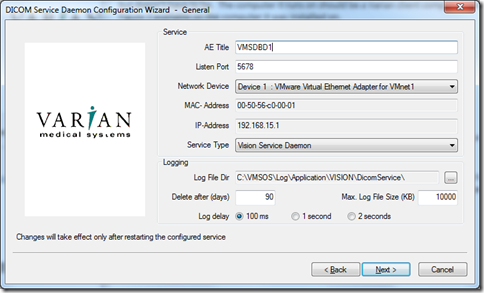 DICOM Service Daemon Configuration Wizard - General
VARIAN
medical systems
Service
AE Title VMSDBD1
Listen Port 5678
Network Device Device 1 : VMware Virtual Ethernet Adapter for VMnet1
MAC- Address 00-50-56-c0-00-01
IP-Address 192.168.15.1
Service Type Vision Service Daemon
Logging
Log File Dir C:\VMSOS\Log\Application\VISION\DicomService\ ...
Delete after (days) 90 Max. Log File Size (KB) 10000
Log delay 100 ms 1 second 2 seconds
Changes will take effect only after restarting the configured service
< Back Next > Cancel